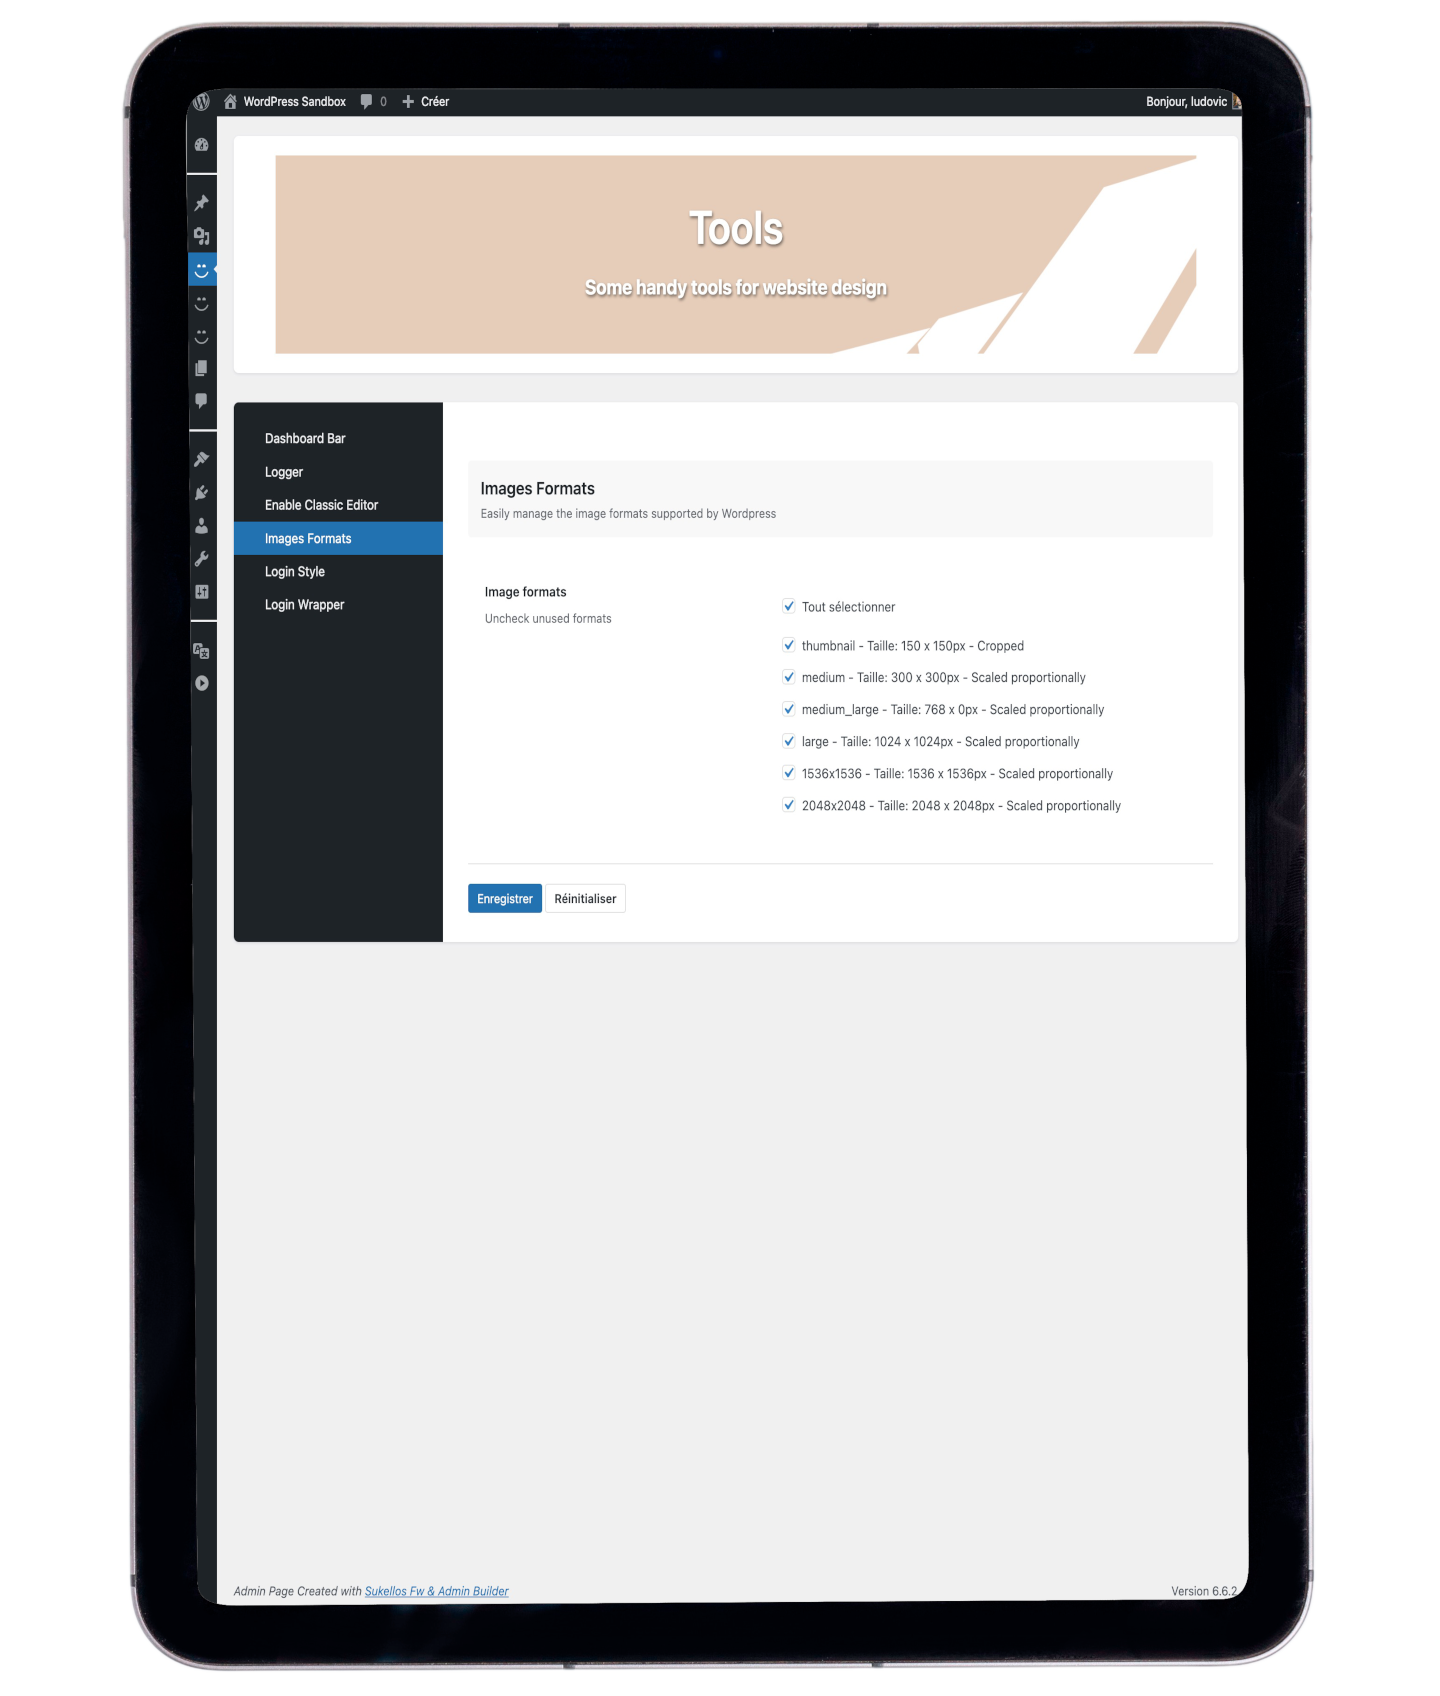 WordPress Sandbox 0 Créer Bonjour, ludovic
Tools
Some handy tools for website design
Dashboard Bar
Logger
Enable Classic Editor
Images Formats
Login Style
Login Wrapper
Images Formats
Easily manage the image formats supported by Wordpress
Image formats
Uncheck unused formats
Tout sélectionner
thumbnail - Taille: 150 x 150px - Cropped
medium - Taille: 300 x 300px - Scaled proportionally
medium_large - Taille: 768 x 0px - Scaled proportionally
large - Taille: 1024 x 1024px - Scaled proportionally
1536x1536 - Taille: 1536 x 1536px - Scaled proportionally
2048x2048 - Taille: 2048 x 2048px - Scaled proportionally
Enregistrer Réinitialiser
Admin Page Created with Sukellos Fw & Admin Builder Version 6.6.2